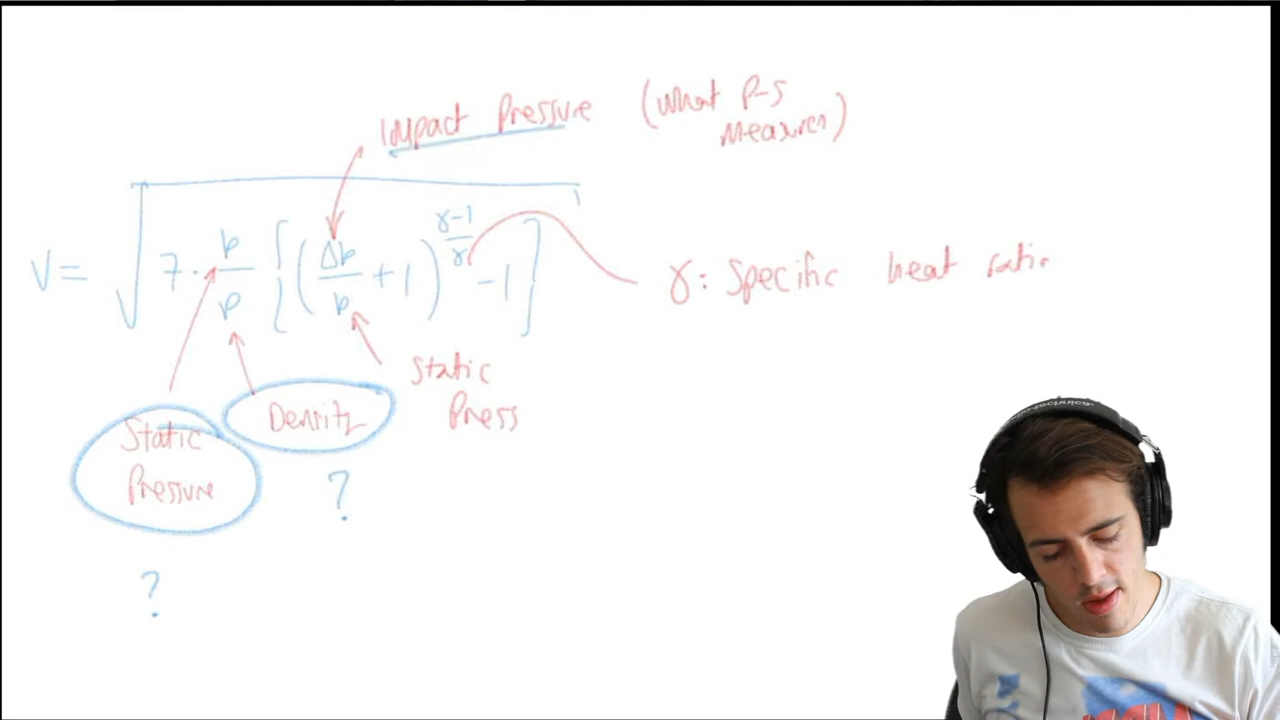 Impact Pressure (What P-S
Measures)
V = √ 7 · p/ρ [ ( Δp/p + 1 )^(γ-1)/γ - 1 ]
γ: Specific heat ratio
Static
Press
Density
Static
Pressure
?
?